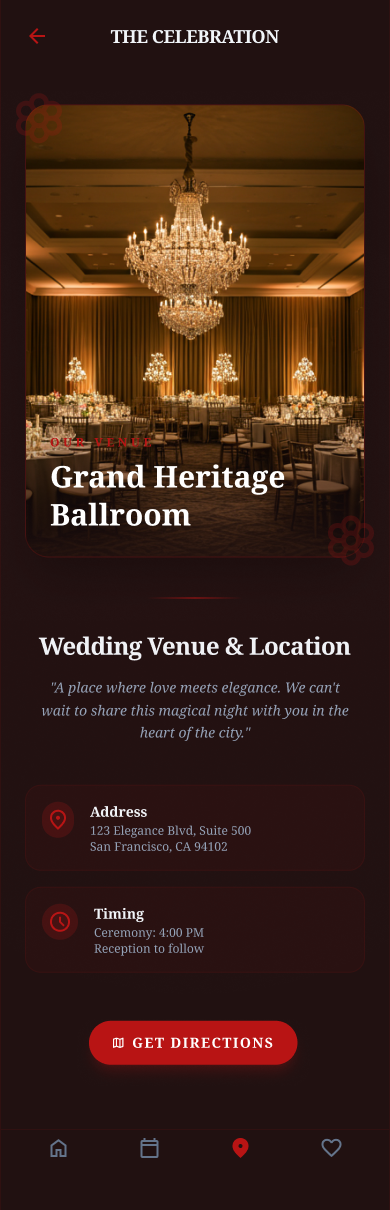 THE CELEBRATION
OUR VENUE
Grand Heritage
Ballroom
Wedding Venue & Location
"A place where love meets elegance. We can't
wait to share this magical night with you in the
heart of the city."
Address
123 Elegance Blvd, Suite 500
San Francisco, CA 94102
Timing
Ceremony: 4:00 PM
Reception to follow
GET DIRECTIONS